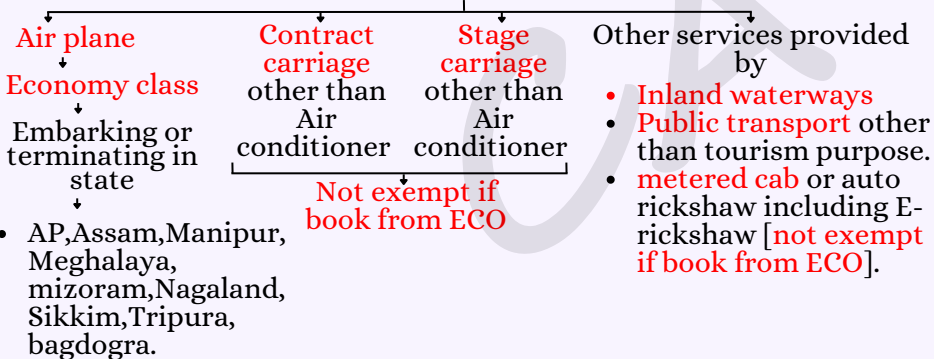 Air plane
Economy class
Embarking or
terminating in
state
• AP,Assam,Manipur,
Meghalaya,
mizoram,Nagaland,
Sikkim,Tripura,
bagdogra.
Contract
carriage
other than
Air
conditioner
Stage
carriage
other than
Air
conditioner
Not exempt if
book from ECO
Other services provided
by
• Inland waterways
• Public transport other
than tourism purpose.
• metered cab or auto
rickshaw including E-
rickshaw [not exempt
if book from ECO].